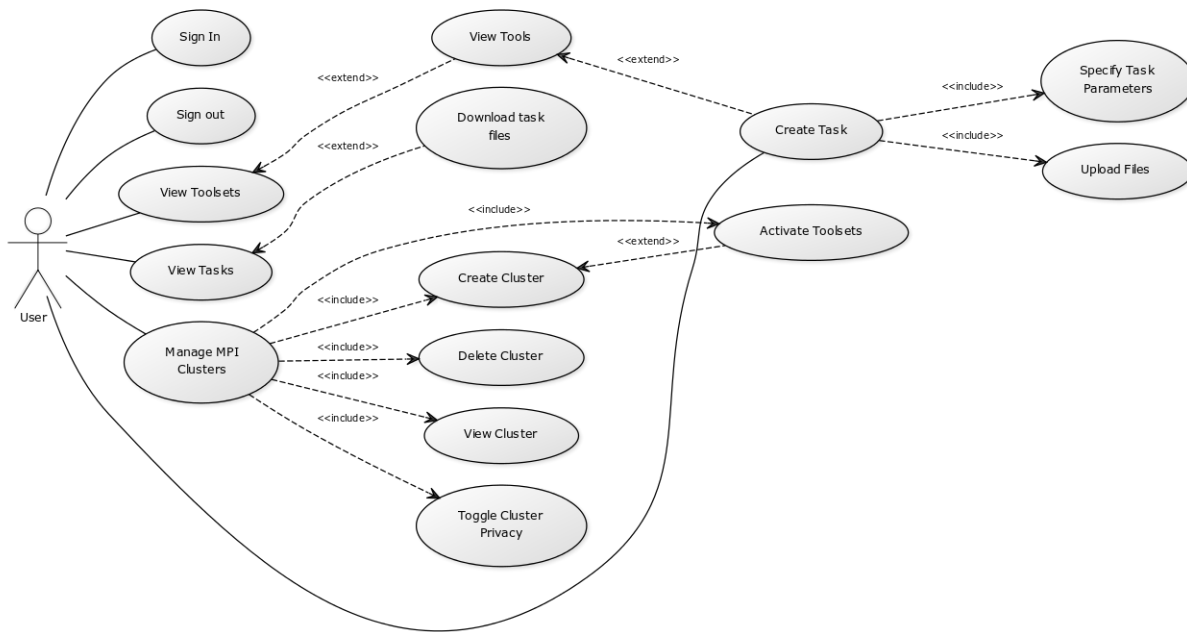 Sign In
View Tools
<<extend>>
<<extend>>
Specify Task
Parameters
<<include>>
Sign out
Download task
files
Create Task
<<include>>
<<extend>>
Upload Files
View Toolsets
<<include>>
Activate Toolsets
<<extend>>
View Tasks
Create Cluster
User
<<include>>
Manage MPI
Clusters
<<include>>
Delete Cluster
<<include>>
<<include>>
View Cluster
Toggle Cluster
Privacy